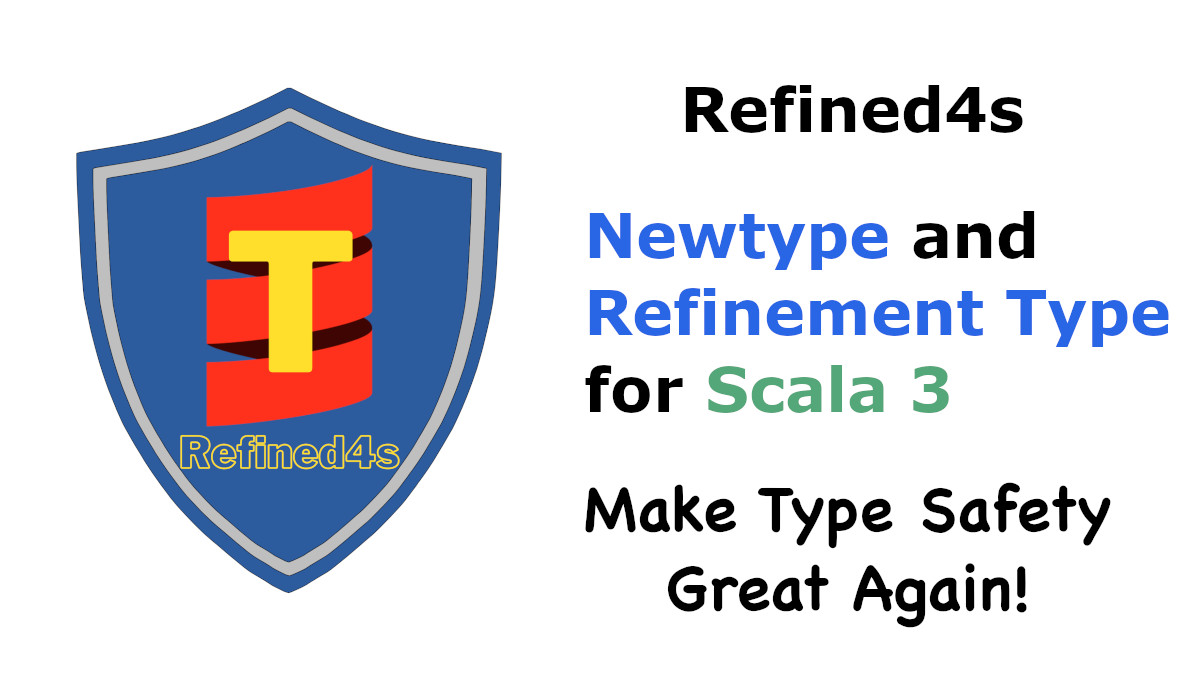 T
Refined4s
Refined4s
Newtype and
Refinement Type
for Scala 3
Make Type Safety
Great Again!